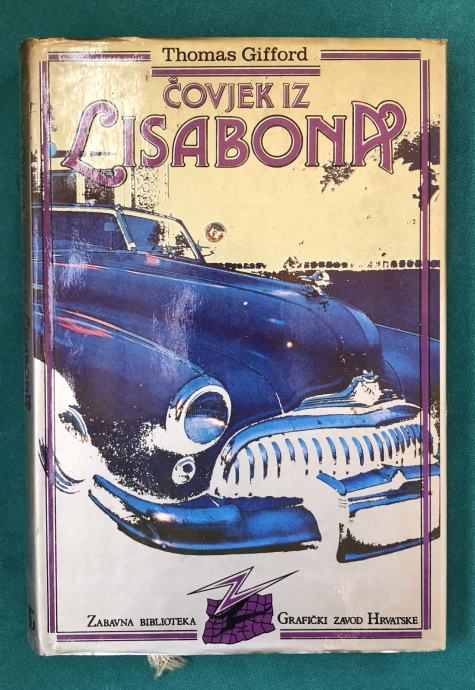 Thomas Gifford
ČOVJEK IZ
LISABONA
ZABAVNA BIBLIOTEKA
GRAFIČKI ZAVOD HRVATSKE